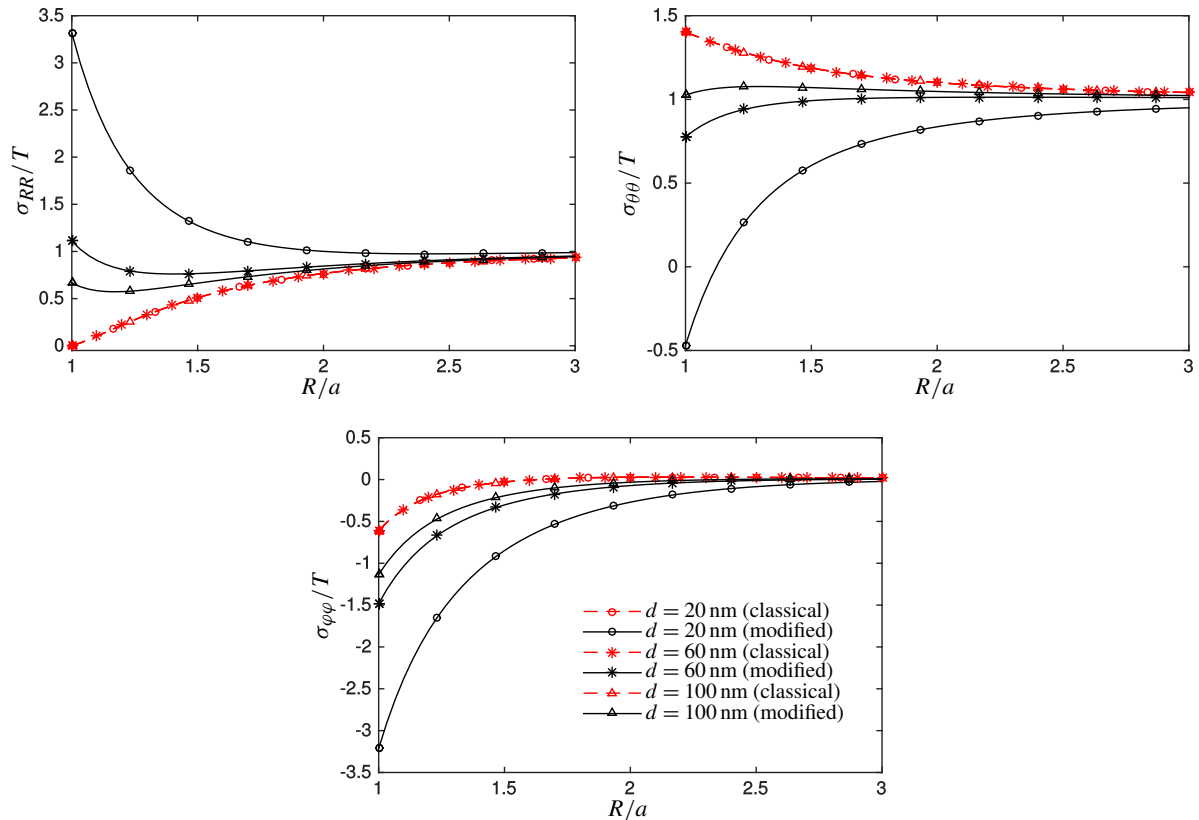 3.5
3
2.5
2
1.5
1
0.5
0
σRR/T
1 1.5 2 2.5 3
R/a
1.5
1
0.5
0
-0.5
σθθ/T
1 1.5 2 2.5 3
R/a
0.5
0
-0.5
-1
-1.5
-2
-2.5
-3
-3.5
σφφ/T
d = 20 nm (classical)
d = 20 nm (modified)
d = 60 nm (classical)
d = 60 nm (modified)
d = 100 nm (classical)
d = 100 nm (modified)
1 1.5 2 2.5 3
R/a